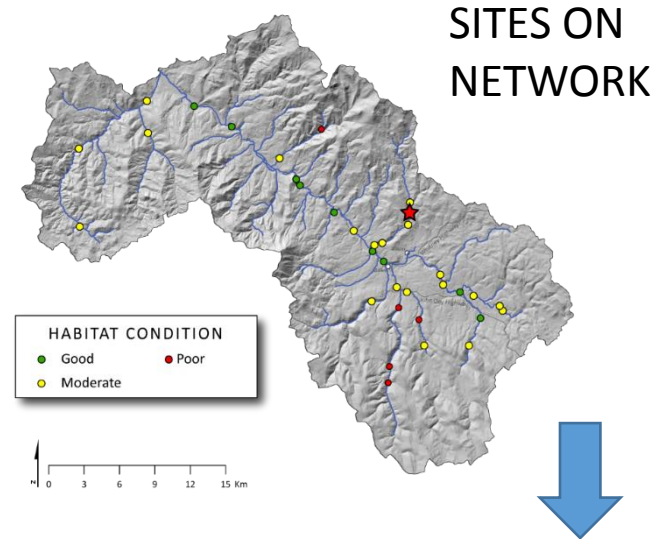 SITES ON
NETWORK
HABITAT CONDITION
Good
Poor
Moderate
N
0 3 6 9 12 15 Km